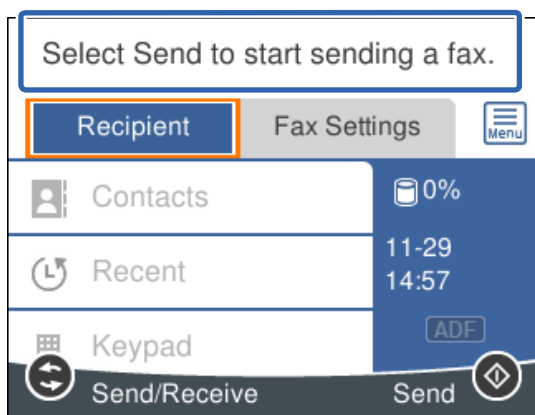 Select Send to start sending a fax.
Recipient
Fax Settings
Menu
Contacts
0%
Recent
11-29
14:57
Keypad
ADF
Send/Receive
Send